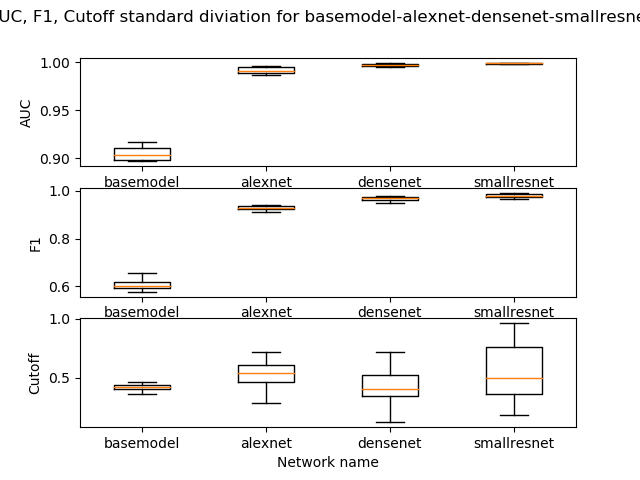 UC, F1, Cutoff standard diviation for basemodel-alexnet-densenet-smallresne
1.00
0.95
0.90
AUC
basemodel alexnet densenet smallresnet
1.0
0.8
0.6
F1
basemodel alexnet densenet smallresnet
1.0
0.5
Cutoff
basemodel alexnet densenet smallresnet
Network name